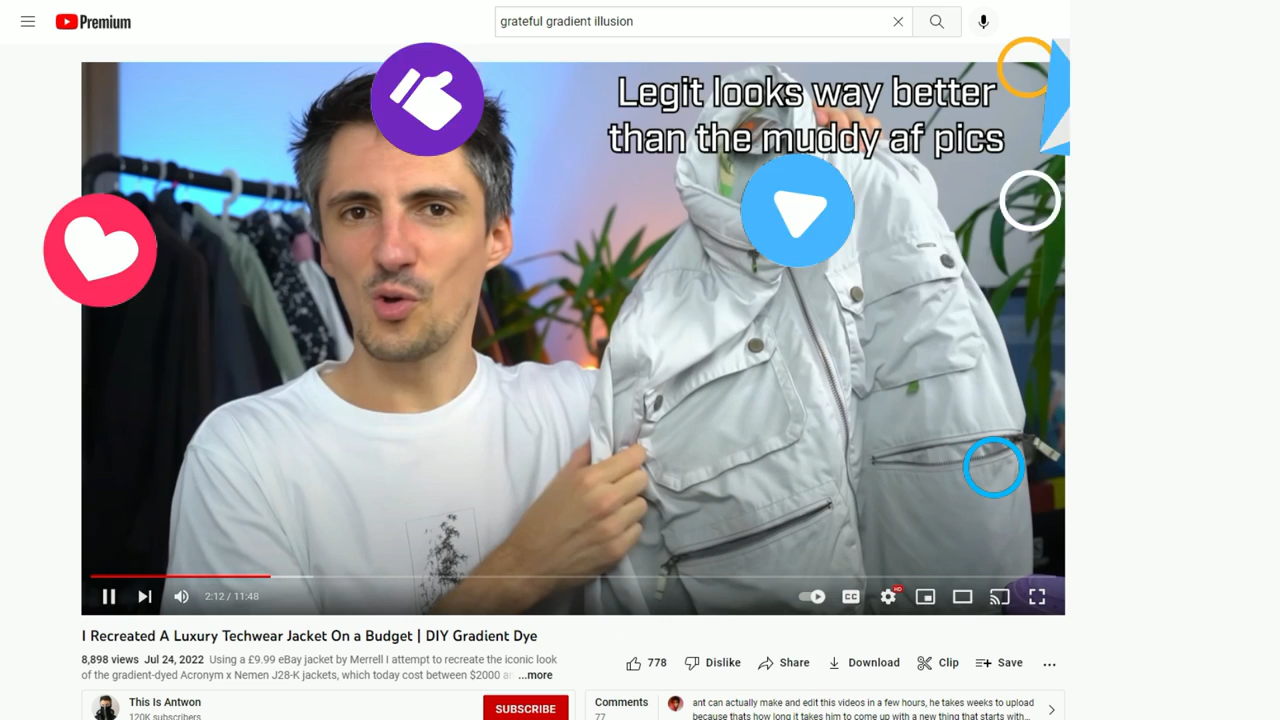 Premium
grateful gradient illusion
Legit looks way better
than the muddy af pics
2:12 / 11:48
CC
HD
I Recreated A Luxury Techwear Jacket On a Budget | DIY Gradient Dye
8,898 views Jul 24, 2022 Using a £9.99 eBay jacket by Merrell I attempt to recreate the iconic look
of the gradient-dyed Acronym x Nemen J28-K jackets, which today cost between $2000 ...more
778 Dislike Share Download Clip Save
This Is Antwon
120K subscribers
SUBSCRIBE
Comments
77
ant can actually make and edit this videos in a few hours, he takes weeks to upload
because thats how long it takes him to come up with a new thing that starts with...